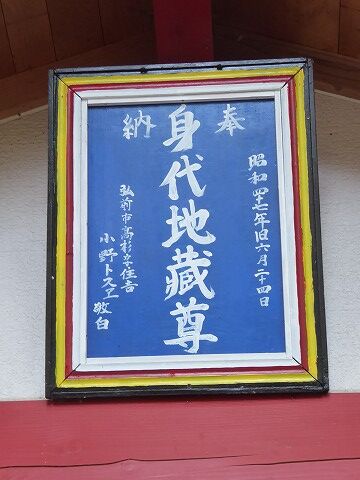 奉納
昭和四十七年旧六月二十四日
身代地蔵尊
弘前市高杉字住吉
小野トスヱ
敬白